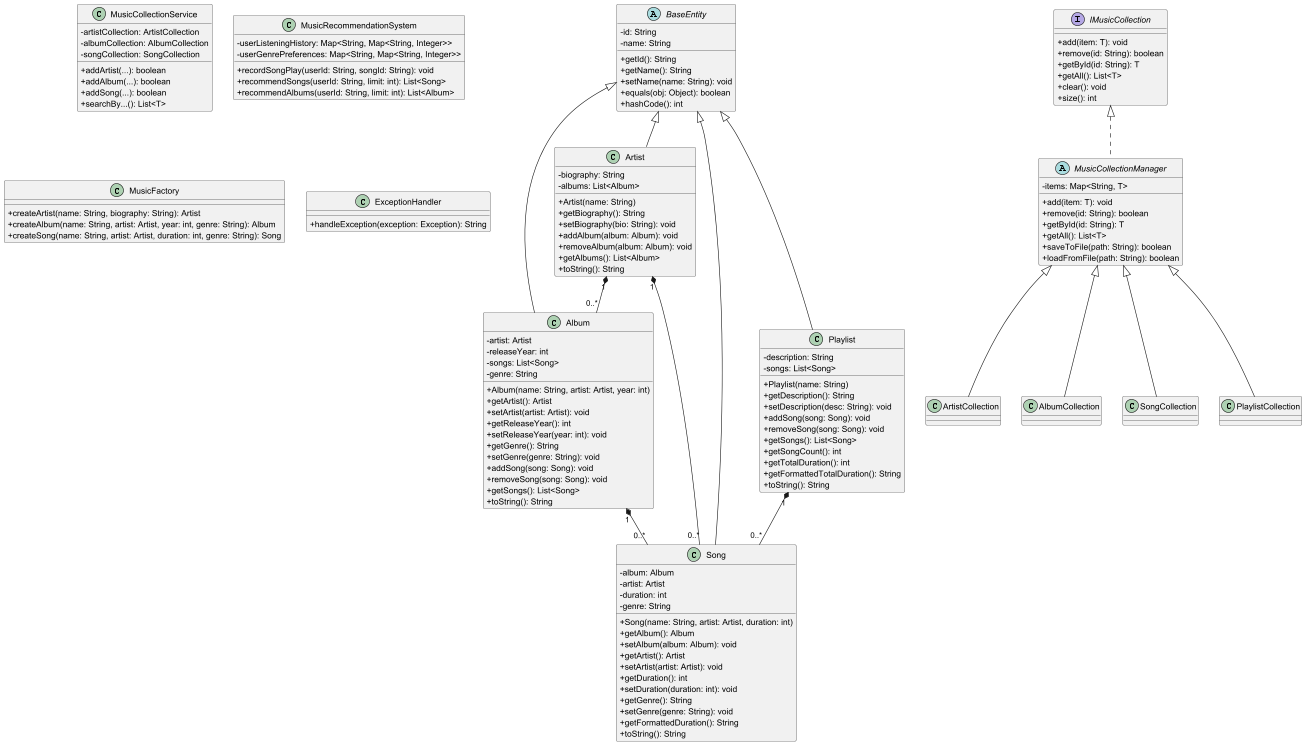 C MusicCollectionService
-artistCollection: ArtistCollection
-albumCollection: AlbumCollection
-songCollection: SongCollection
+addArtist(...): boolean
+addAlbum(...): boolean
+addSong(...): boolean
+searchBy...(): List<T>
C MusicRecommendationSystem
-userListeningHistory: Map<String, Map<String, Integer>>
-userGenrePreferences: Map<String, Map<String, Integer>>
+recordSongPlay(userId: String, songId: String): void
+recommendSongs(userId: String, limit: int): List<Song>
+recommendAlbums(userId: String, limit: int): List<Album>
A BaseEntity
-id: String
-name: String
+getId(): String
+getName(): String
+setName(name: String): void
+equals(obj: Object): boolean
+hashCode(): int
I IMusicCollection
+add(item: T): void
+remove(id: String): boolean
+getById(id: String): T
+getAll(): List<T>
+clear(): void
+size(): int
C MusicFactory
+createArtist(name: String, biography: String): Artist
+createAlbum(name: String, artist: Artist, year: int, genre: String): Album
+createSong(name: String, artist: Artist, duration: int, genre: String): Song
C ExceptionHandler
+handleException(exception: Exception): String
C Artist
-biography: String
-albums: List<Album>
+Artist(name: String)
+getBiography(): String
+setBiography(bio: String): void
+addAlbum(album: Album): void
+removeAlbum(album: Album): void
+getAlbums(): List<Album>
+toString(): String
A MusicCollectionManager
-items: Map<String, T>
+add(item: T): void
+remove(id: String): boolean
+getById(id: String): T
+getAll(): List<T>
+saveToFile(path: String): boolean
+loadFromFile(path: String): boolean
1
1
0..*
C Album
-artist: Artist
-releaseYear: int
-songs: List<Song>
-genre: String
+Album(name: String, artist: Artist, year: int)
+getArtist(): Artist
+setArtist(artist: Artist): void
+getReleaseYear(): int
+setReleaseYear(year: int): void
+getGenre(): String
+setGenre(genre: String): void
+addSong(song: Song): void
+removeSong(song: Song): void
+getSongs(): List<Song>
+toString(): String
C Playlist
-description: String
-songs: List<Song>
+Playlist(name: String)
+getDescription(): String
+setDescription(desc: String): void
+addSong(song: Song): void
+removeSong(song: Song): void
+getSongs(): List<Song>
+getSongCount(): int
+getTotalDuration(): int
+getFormattedTotalDuration(): String
+toString(): String
C ArtistCollection
C AlbumCollection
C SongCollection
C PlaylistCollection
1
1
0..*
0..*
0..*
C Song
-album: Album
-artist: Artist
-duration: int
-genre: String
+Song(name: String, artist: Artist, duration: int)
+getAlbum(): Album
+setAlbum(album: Album): void
+getArtist(): Artist
+setArtist(artist: Artist): void
+getDuration(): int
+setDuration(duration: int): void
+getGenre(): String
+setGenre(genre: String): void
+getFormattedDuration(): String
+toString(): String